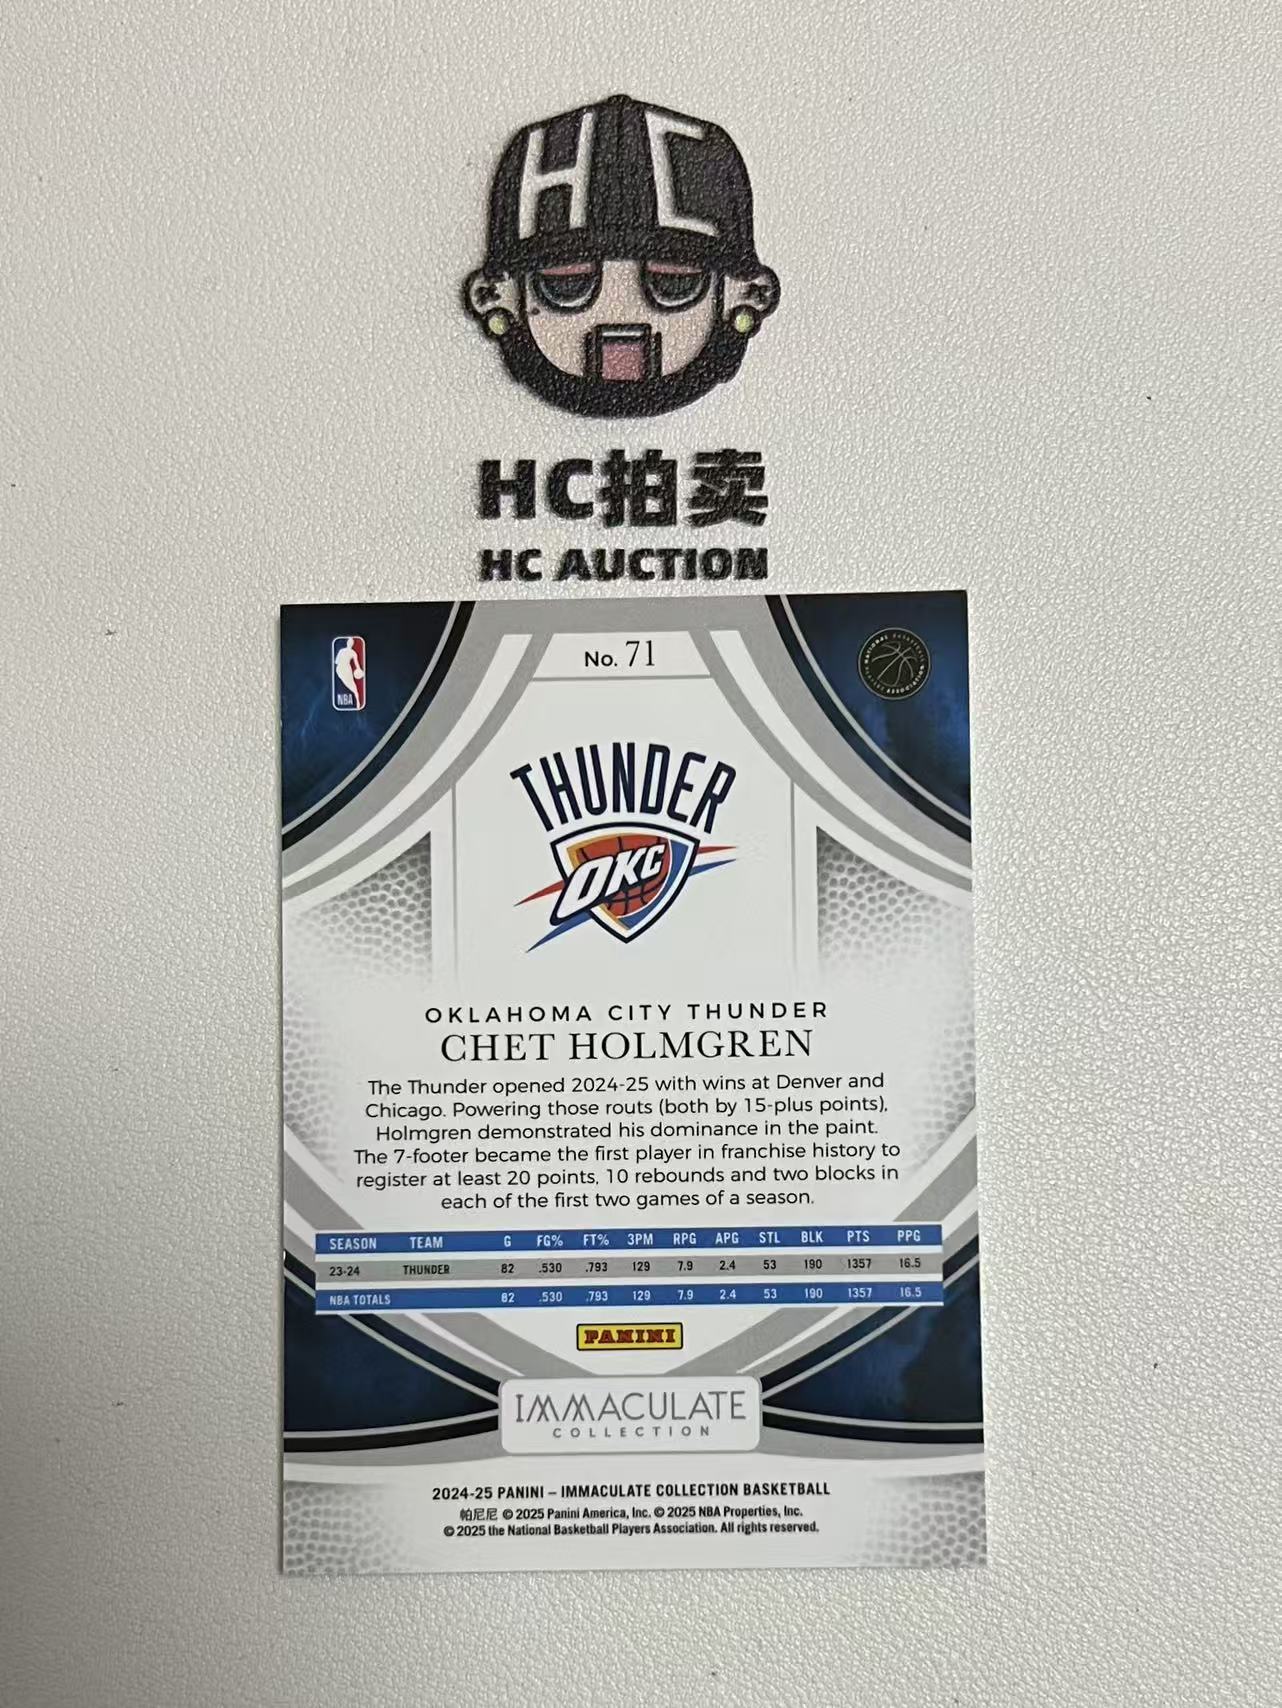 HC
HC拍卖
HC AUCTION
NBA
No. 71
NATIONAL BASKETBALL
PLAYERS ASSOCIATION
THUNDER
OKC
OKLAHOMA CITY THUNDER
CHET HOLMGREN
The Thunder opened 2024-25 with wins at Denver and
Chicago. Powering those routs (both by 15-plus points),
Holmgren demonstrated his dominance in the paint.
The 7-footer became the first player in franchise history to
register at least 20 points, 10 rebounds and two blocks in
each of the first two games of a season.
SEASON TEAM G FG% FT% 3PM RPG APG STL BLK PTS PPG
23-24 THUNDER 82 .530 .793 129 7.9 2.4 53 190 1357 16.5
NBA TOTALS 82 .530 .793 129 7.9 2.4 53 190 1357 16.5
PANINI
IMMACULATE
COLLECTION
2024-25 PANINI – IMMACULATE COLLECTION BASKETBALL
帕尼尼 © 2025 Panini America, Inc. © 2025 NBA Properties, Inc.
© 2025 the National Basketball Players Association. All rights reserved.